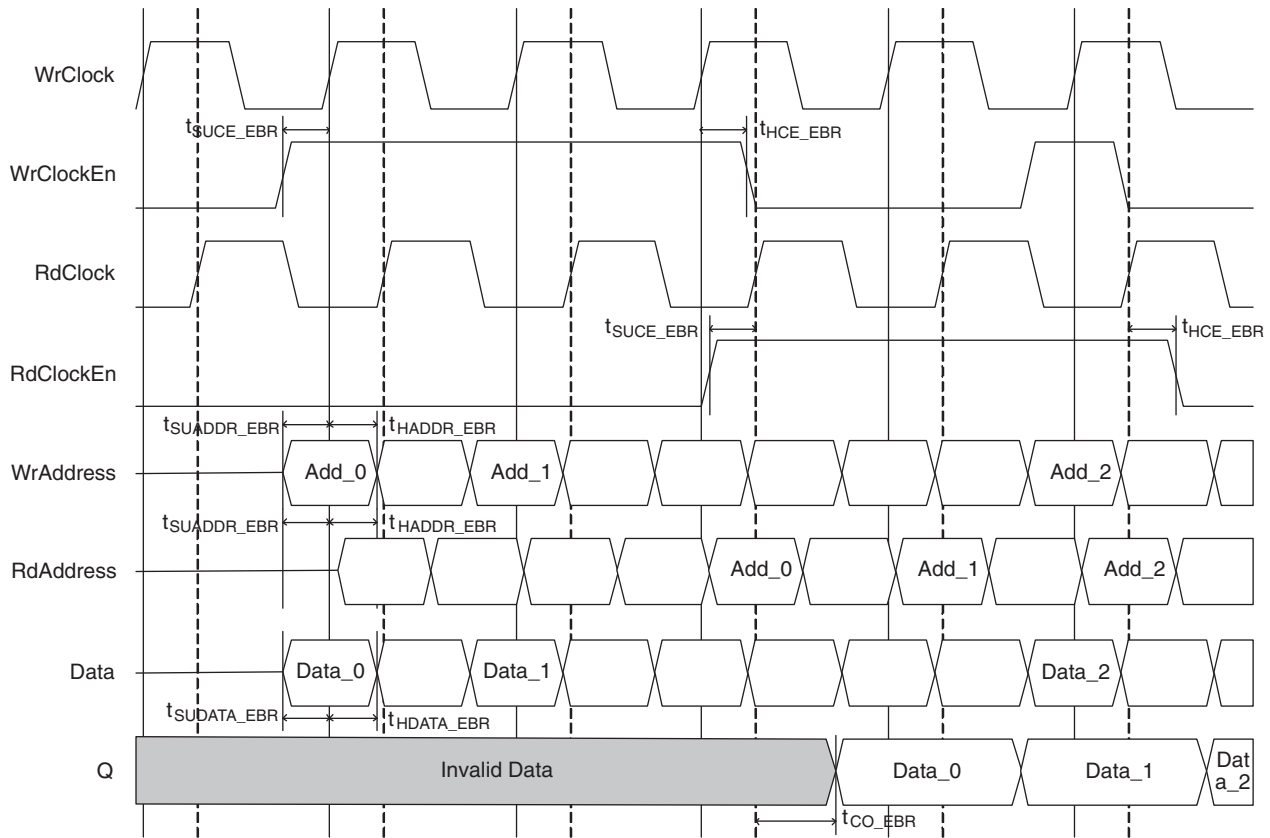 WrClock
tSUCE_EBR
tHCE_EBR
WrClockEn
RdClock
tSUCE_EBR
tHCE_EBR
RdClockEn
tSUADDR_EBR
tHADDR_EBR
WrAddress
Add_0
Add_1
Add_2
tSUADDR_EBR
tHADDR_EBR
RdAddress
Add_0
Add_1
Add_2
Data
Data_0
Data_1
Data_2
tSUDATA_EBR
tHDATA_EBR
Q
Invalid Data
Data_0
Data_1
Dat
a_2
tCO_EBR